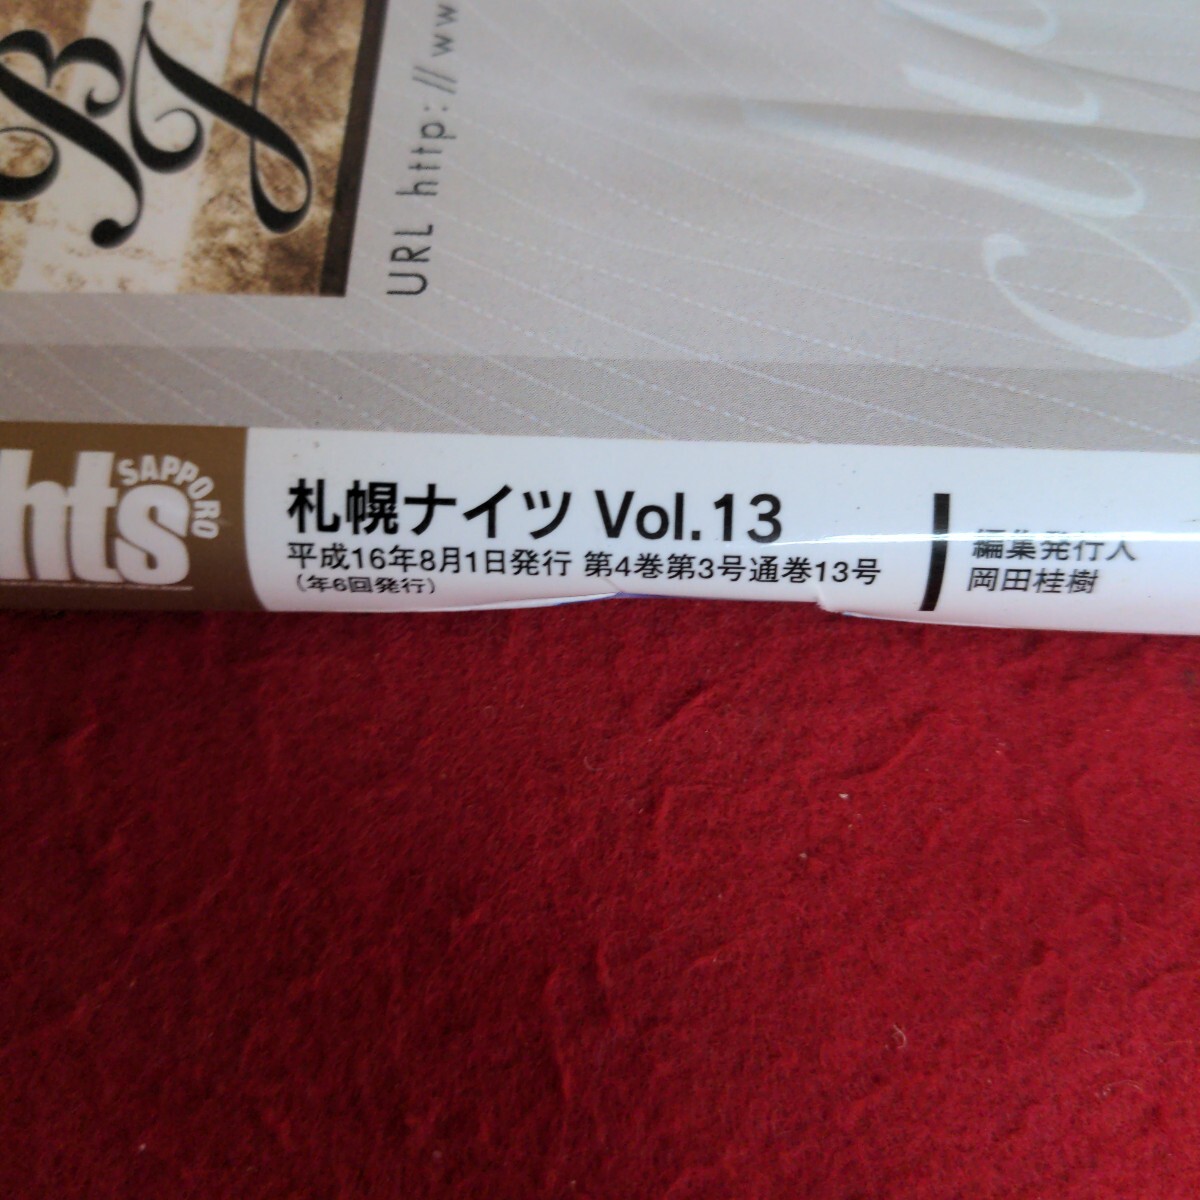 URL http://ww
hts
SAPPORO
札幌ナイツ Vol.13
平成16年8月1日発行 第4巻第3号通巻13号
(年6回発行)
編集発行人
岡田桂樹